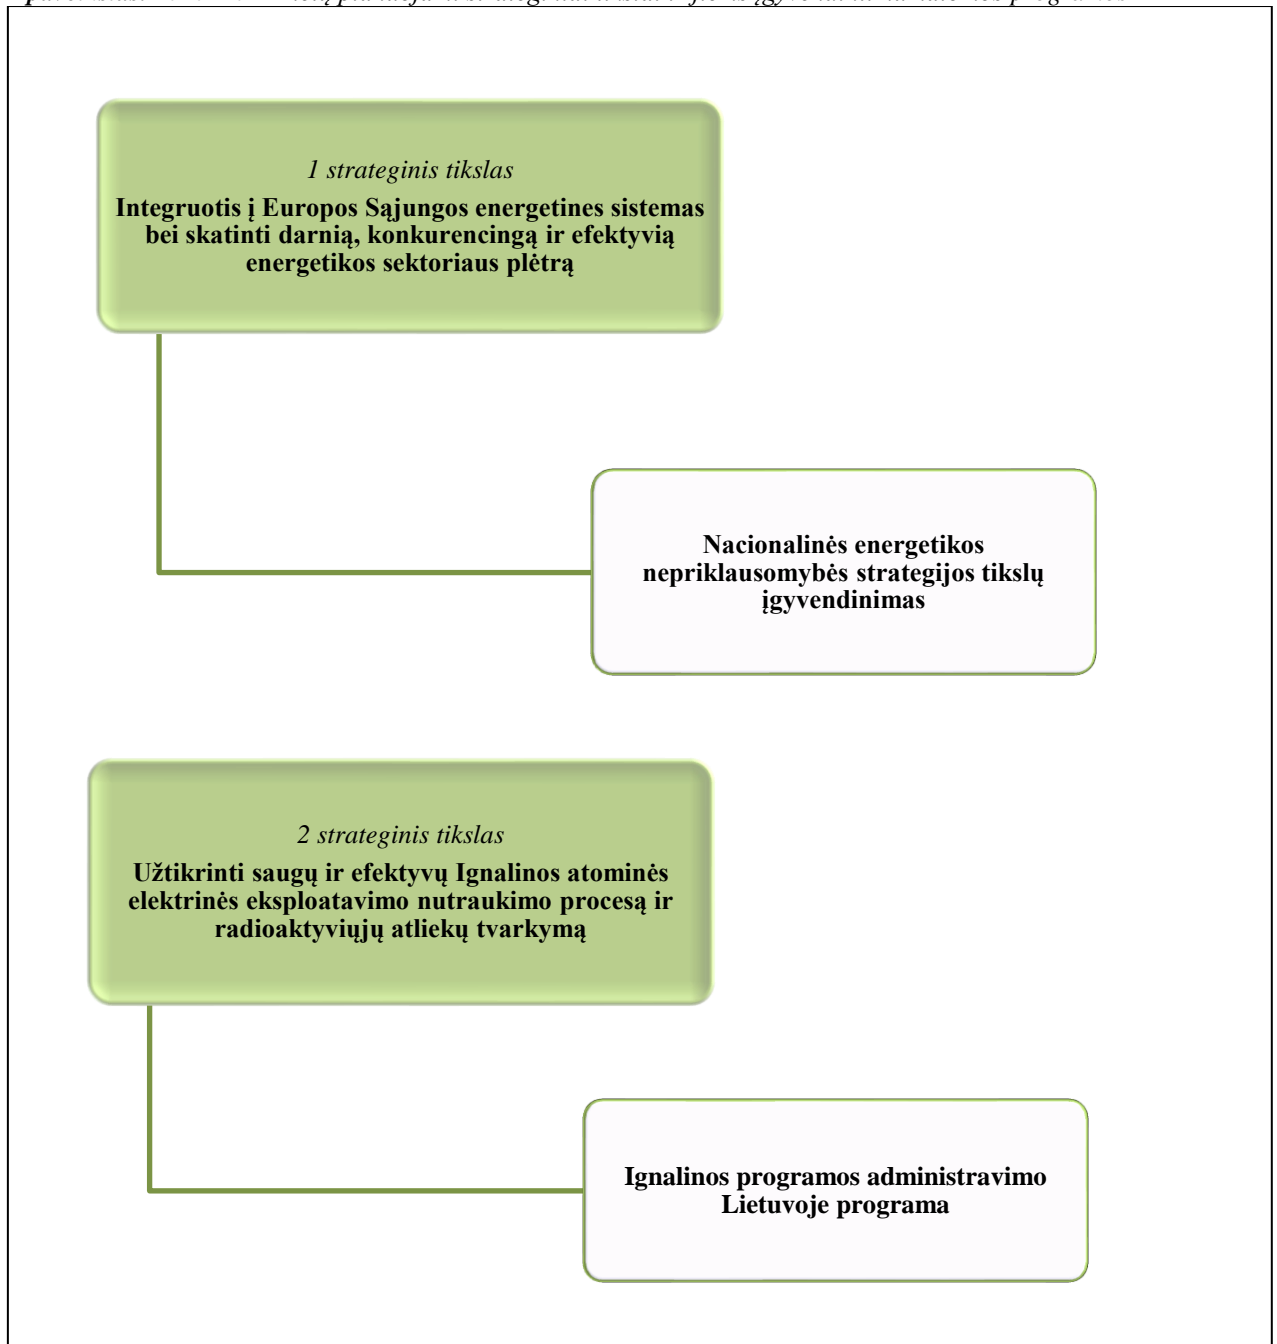 1 strateginis tikslas
Integruotis į Europos Sąjungos energetines sistemas
bei skatinti darnią, konkurencingą ir efektyvią
energetikos sektoriaus plėtrą
Nacionalinės energetikos
nepriklausomybės strategijos tikslų
įgyvendinimas
2 strateginis tikslas
Užtikrinti saugų ir efektyvų Ignalinos atominės
elektrinės eksploatavimo nutraukimo procesą ir
radioaktyviųjų atliekų tvarkymą
Ignalinos programos administravimo
Lietuvoje programa